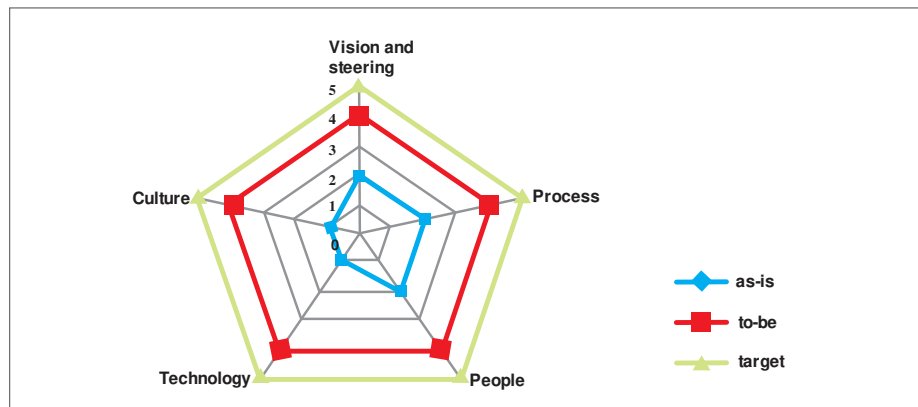 Vision and
steering
5
4
3
2
1
0
Culture
Process
Technology
People
as-is
to-be
target